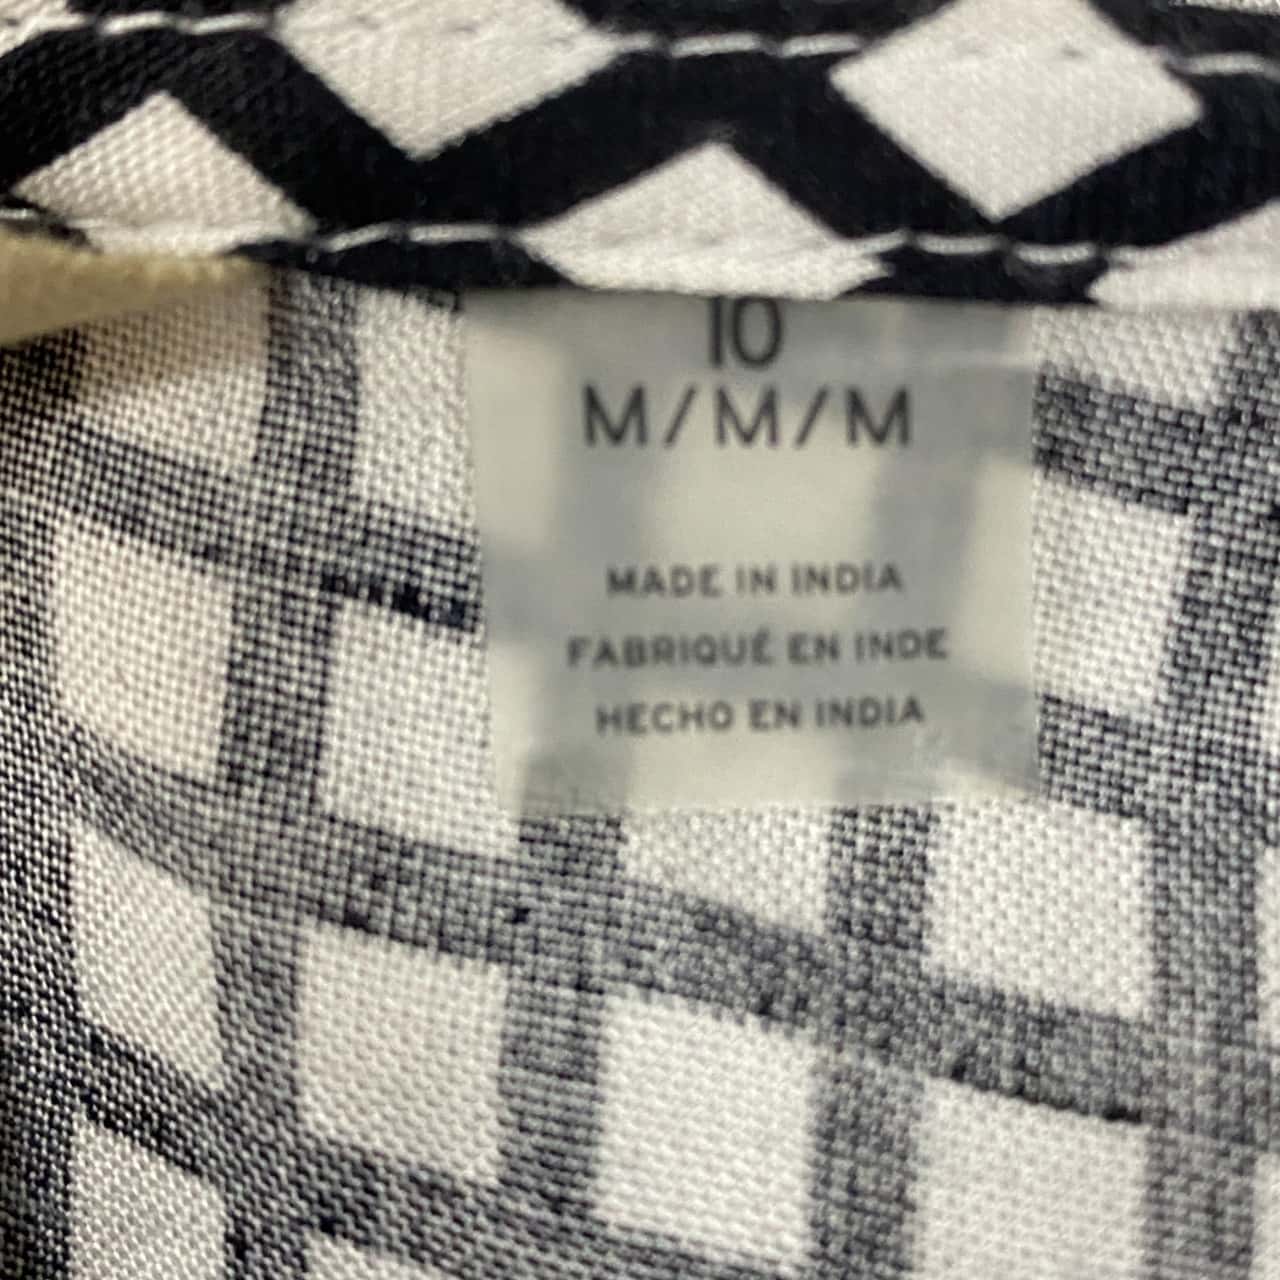 10
M/M/M
MADE IN INDIA
FABRIQUÉ EN INDE
HECHO EN INDIA